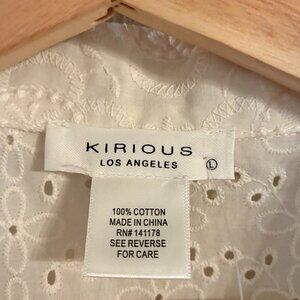 KIRIOUS
LOS ANGELES
L
100% COTTON
MADE IN CHINA
RN# 141178
SEE REVERSE
FOR CARE